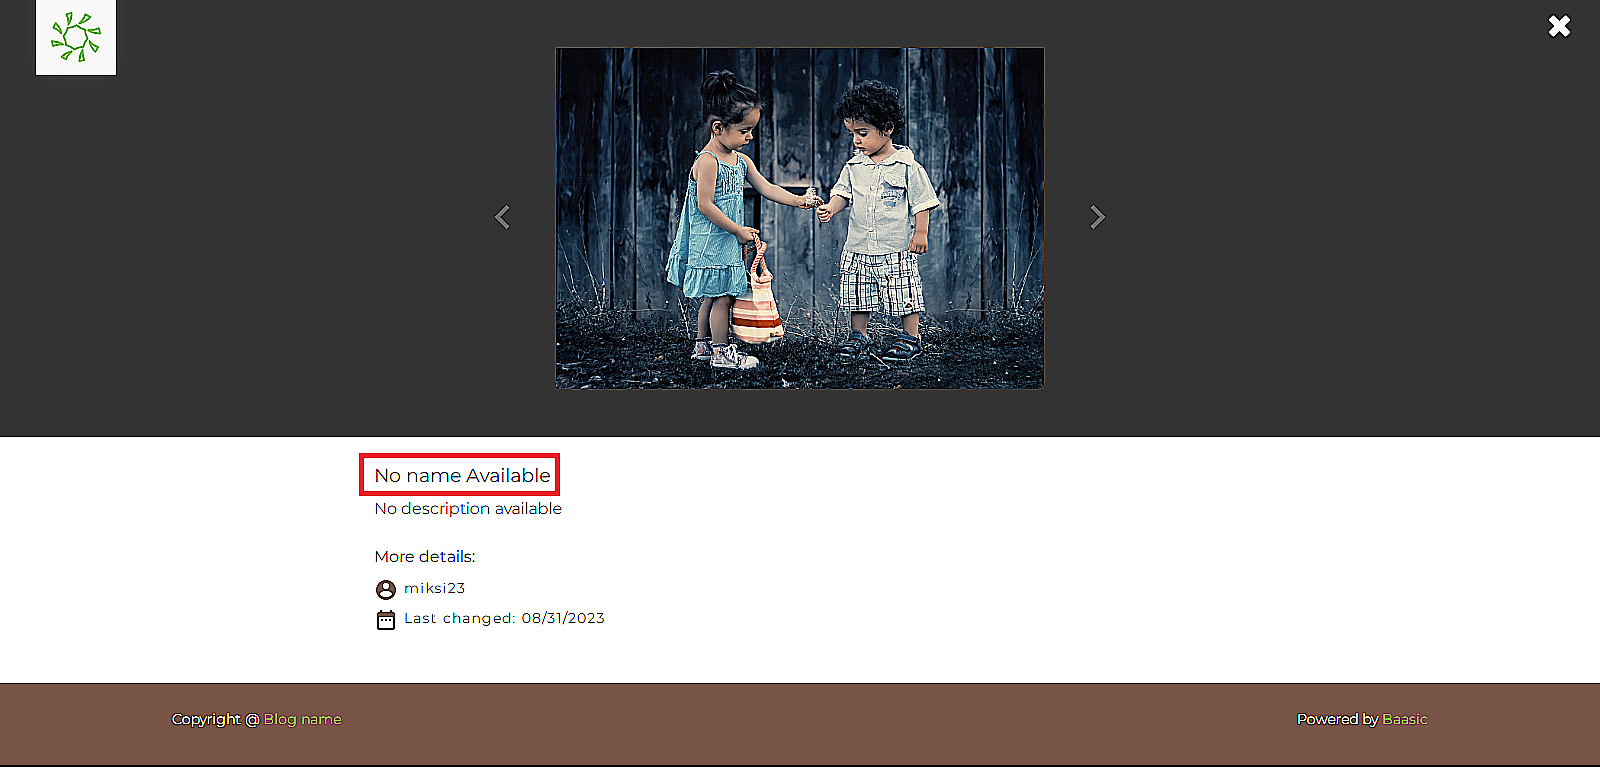 No name Available
No description available
More details:
miksi23
Last changed: 08/31/2023
Copyright @ Blog name
Powered by Baasic